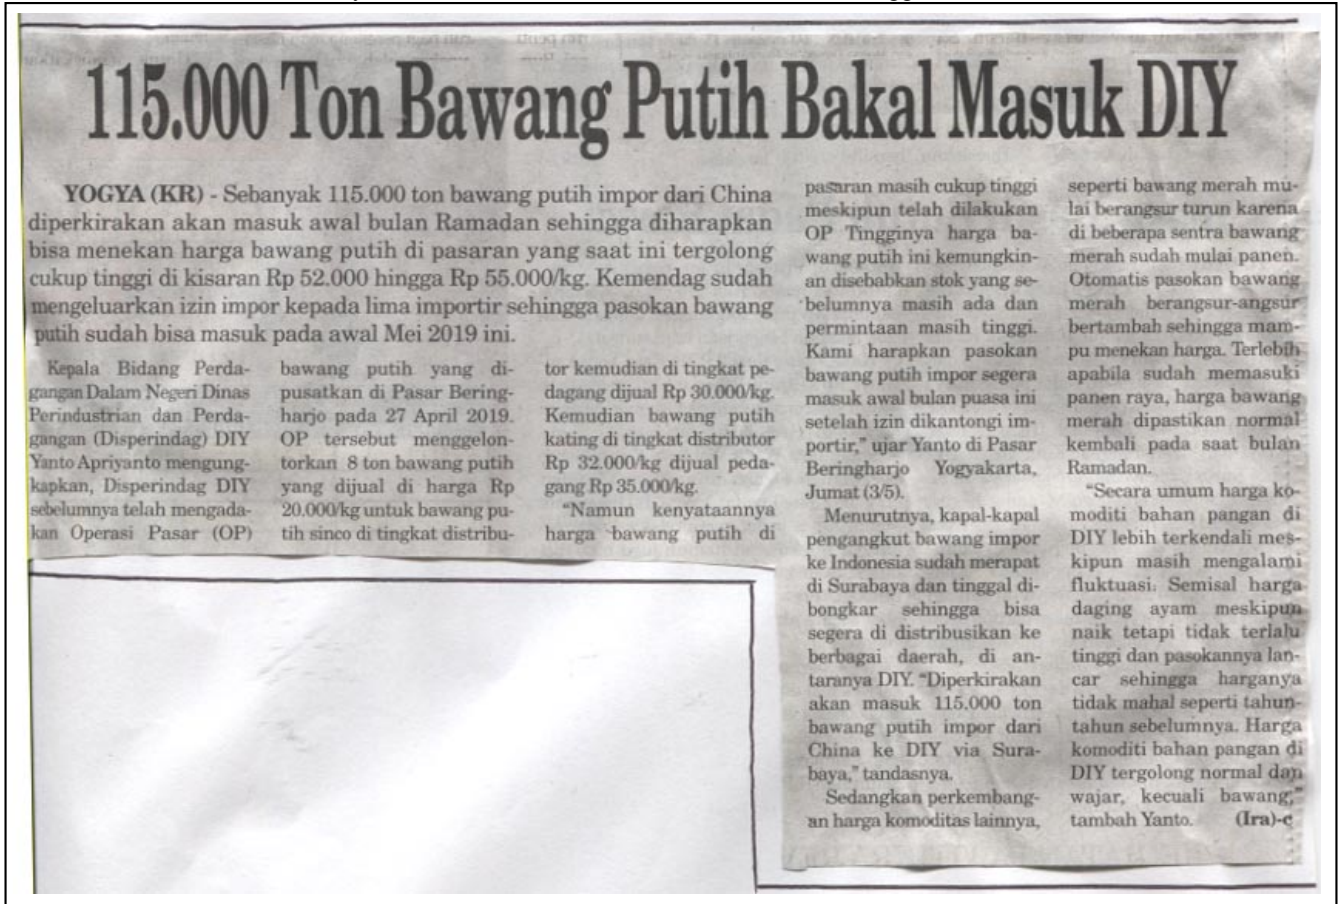 115.000 Ton Bawang Putih Bakal Masuk DIY
YOGYA (KR) - Sebanyak 115.000 ton bawang putih impor dari China
diperkirakan akan masuk awal bulan Ramadan sehingga diharapkan
bisa menekan harga bawang putih di pasaran yang saat ini tergolong
cukup tinggi di kisaran Rp 52.000 hingga Rp 55.000/kg. Kemendag sudah
mengeluarkan izin impor kepada lima importir sehingga pasokan bawang
putih sudah bisa masuk pada awal Mei 2019 ini.
Kepala Bidang Perda-
gangan Dalam Negeri Dinas
Perindustrian dan Perda-
gangan (Disperindag) DIY
Yanto Apriyanto mengung-
kapkan, Disperindag DIY
sebelumnya telah mengada-
kan Operasi Pasar (OP)
bawang putih yang di-
pusatkan di Pasar Bering-
harjo pada 27 April 2019.
OP tersebut menggelon-
torkan 8 ton bawang putih
yang dijual di harga Rp
20.000/kg untuk bawang pu-
tih sinco di tingkat distribu-
tor kemudian di tingkat pe-
dagang dijual Rp 30.000/kg.
Kemudian bawang putih
kating di tingkat distributor
Rp 32.000/kg dijual peda-
gang Rp 35.000/kg.
"Namun kenyataannya
harga bawang putih di
pasaran masih cukup tinggi
meskipun telah dilakukan
OP Tingginya harga ba-
wang putih ini kemungkin-
an disebabkan stok yang se-
belumnya masih ada dan
permintaan masih tinggi.
Kami harapkan pasokan
bawang putih impor segera
masuk awal bulan puasa ini
setelah izin dikantongi im-
portir," ujar Yanto di Pasar
Beringharjo Yogyakarta,
Jumat (3/5).
Menurutnya, kapal-kapal
pengangkut bawang impor
ke Indonesia sudah merapat
di Surabaya dan tinggal di-
bongkar sehingga bisa
segera di distribusikan ke
berbagai daerah, di an-
taranya DIY. "Diperkirakan
akan masuk 115.000 ton
bawang putih impor dari
China ke DIY via Sura-
baya," tandasnya.
Sedangkan perkembang-
an harga komoditas lainnya,
seperti bawang merah mu-
lai berangsur turun karena
di beberapa sentra bawang
merah sudah mulai panen.
Otomatis pasokan bawang
merah berangsur-angsur
bertambah sehingga mam-
pu menekan harga. Terlebih
apabila sudah memasuki
panen raya, harga bawang
merah dipastikan normal
kembali pada saat bulan
Ramadan.
"Secara umum harga ko-
moditi bahan pangan di
DIY lebih terkendali mes-
kipun masih mengalami
fluktuasi. Semisal harga
daging ayam meskipun
naik tetapi tidak terlalu
tinggi dan pasokannya lan-
car sehingga harganya
tidak mahal seperti tahun-
tahun sebelumnya. Harga
komoditi bahan pangan di
DIY tergolong normal dan
wajar, kecuali bawang,"
tambah Yanto. (Ira)-c